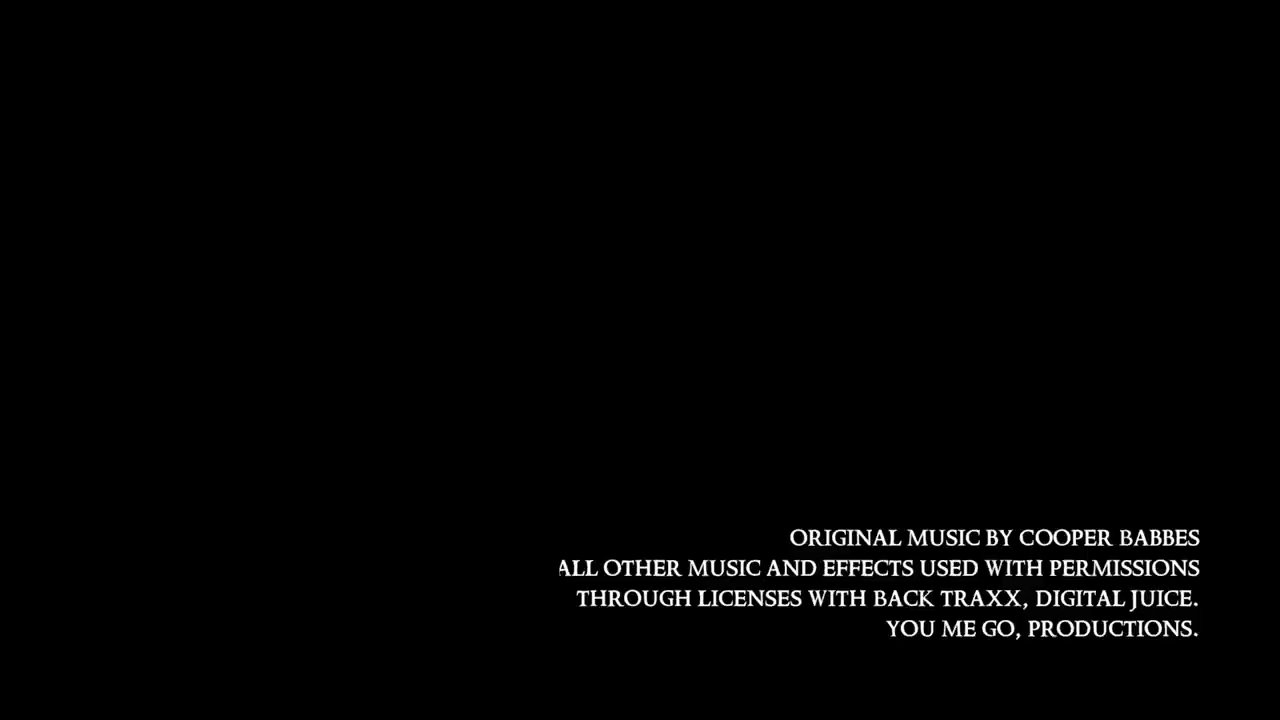 ORIGINAL MUSIC BY COOPER BABBES
ALL OTHER MUSIC AND EFFECTS USED WITH PERMISSIONS
THROUGH LICENSES WITH BACK TRAXX, DIGITAL JUICE.
YOU ME GO, PRODUCTIONS.